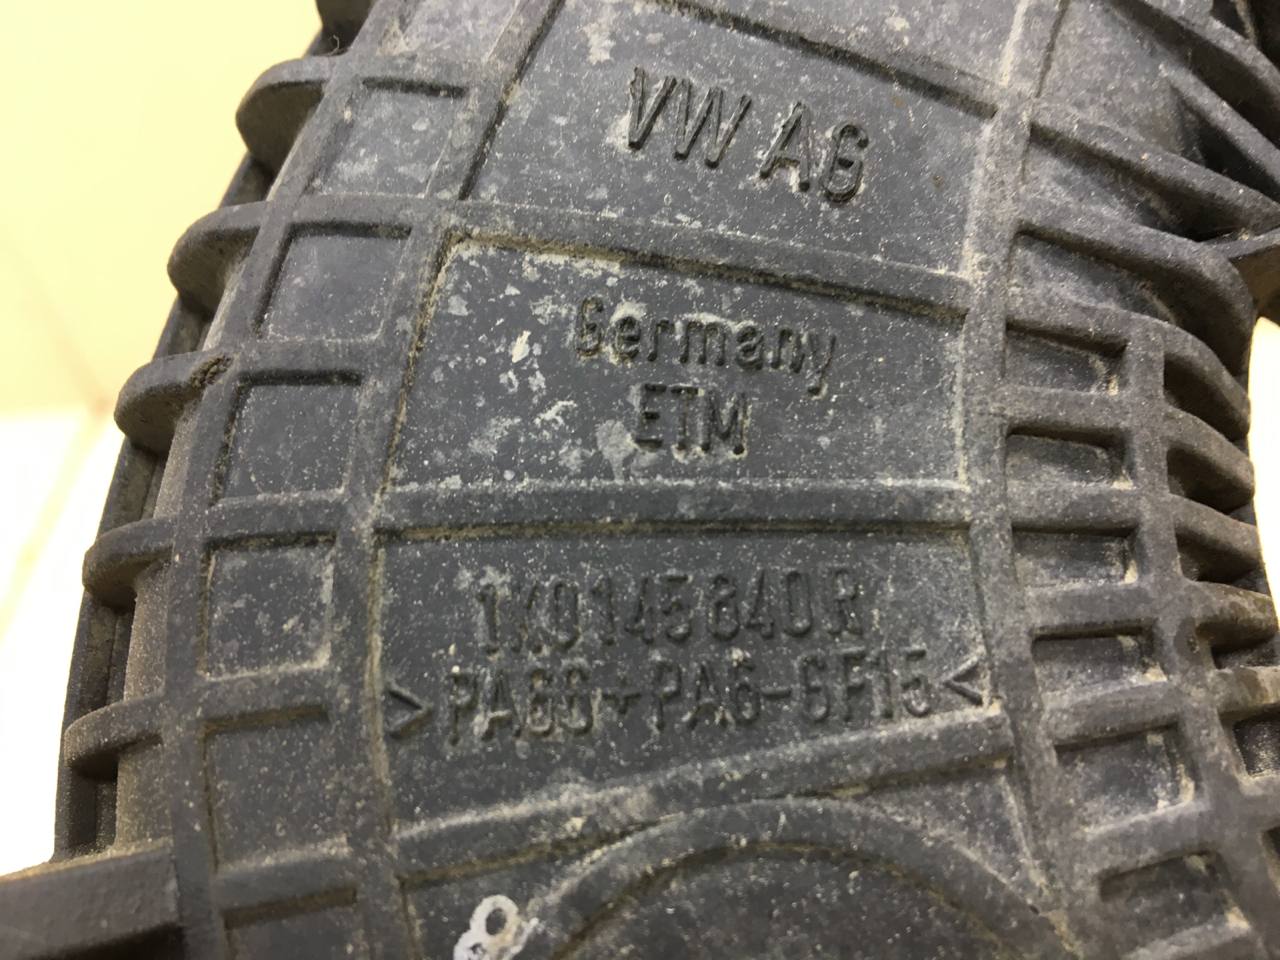 VW AG
Germany
ETM
1K0145840R
>PA66+PA6-GF15<